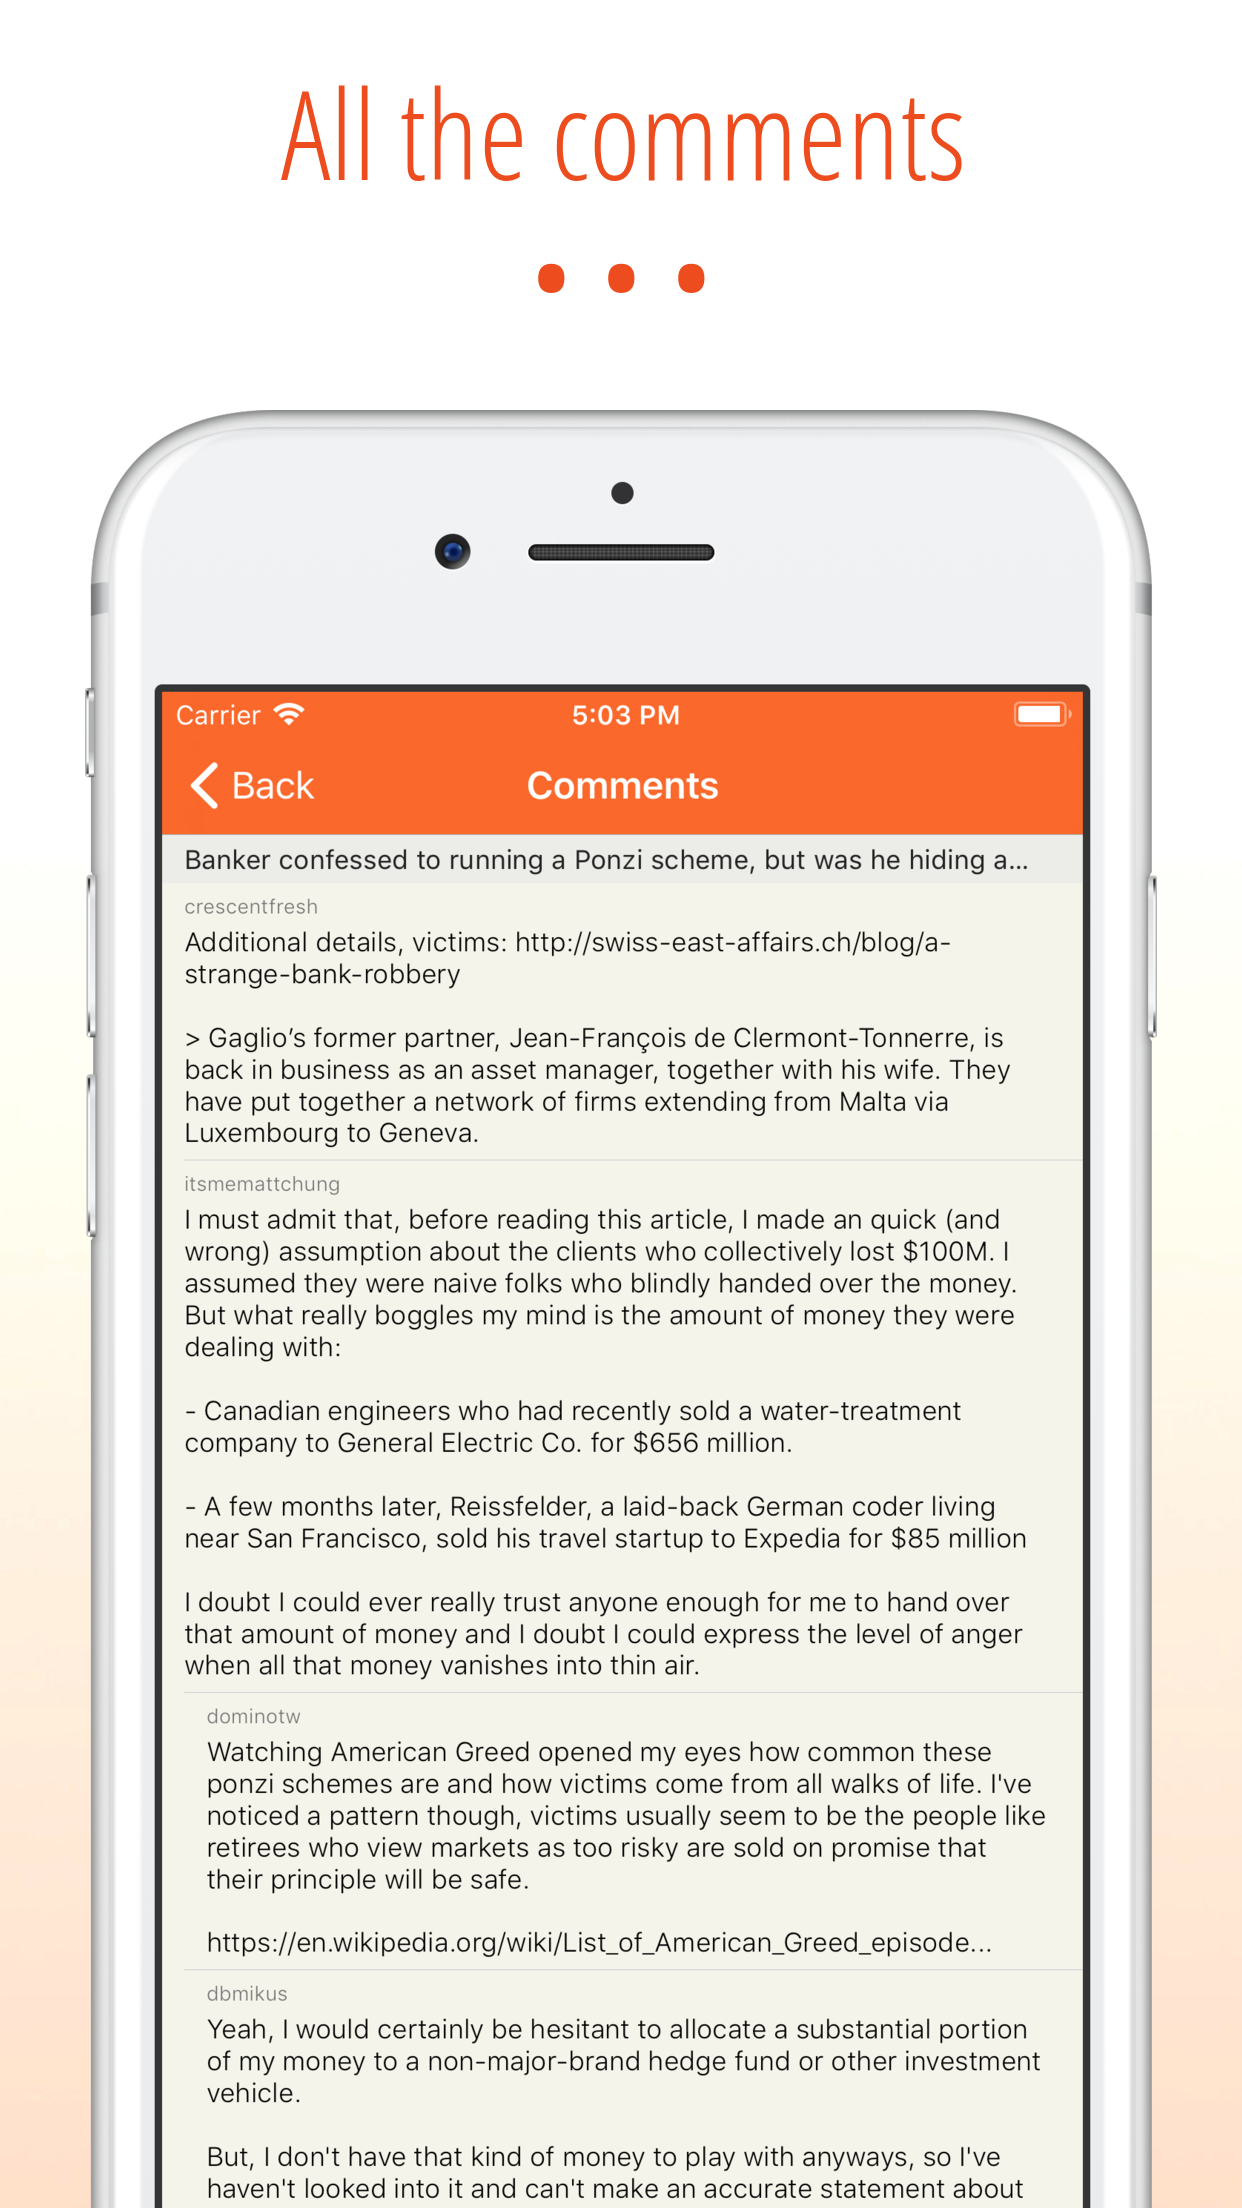 All the comments
Carrier
5:03 PM
Back
Comments
Banker confessed to running a Ponzi scheme, but was he hiding a...
crescentfresh
Additional details, victims: http://swiss-east-affairs.ch/blog/a-
strange-bank-robbery
> Gaglio’s former partner, Jean-François de Clermont-Tonnerre, is
back in business as an asset manager, together with his wife. They
have put together a network of firms extending from Malta via
Luxembourg to Geneva.
itsmemattchung
I must admit that, before reading this article, I made an quick (and
wrong) assumption about the clients who collectively lost $100M. I
assumed they were naive folks who blindly handed over the money.
But what really boggles my mind is the amount of money they were
dealing with:
- Canadian engineers who had recently sold a water-treatment
company to General Electric Co. for $656 million.
- A few months later, Reissfelder, a laid-back German coder living
near San Francisco, sold his travel startup to Expedia for $85 million
I doubt I could ever really trust anyone enough for me to hand over
that amount of money and I doubt I could express the level of anger
when all that money vanishes into thin air.
dominotw
Watching American Greed opened my eyes how common these
ponzi schemes are and how victims come from all walks of life. I've
noticed a pattern though, victims usually seem to be the people like
retirees who view markets as too risky are sold on promise that
their principle will be safe.
https://en.wikipedia.org/wiki/List_of_American_Greed_episode...
dbmikus
Yeah, I would certainly be hesitant to allocate a substantial portion
of my money to a non-major-brand hedge fund or other investment
vehicle.
But, I don't have that kind of money to play with anyways, so I've
haven't looked into it and can't make an accurate statement about